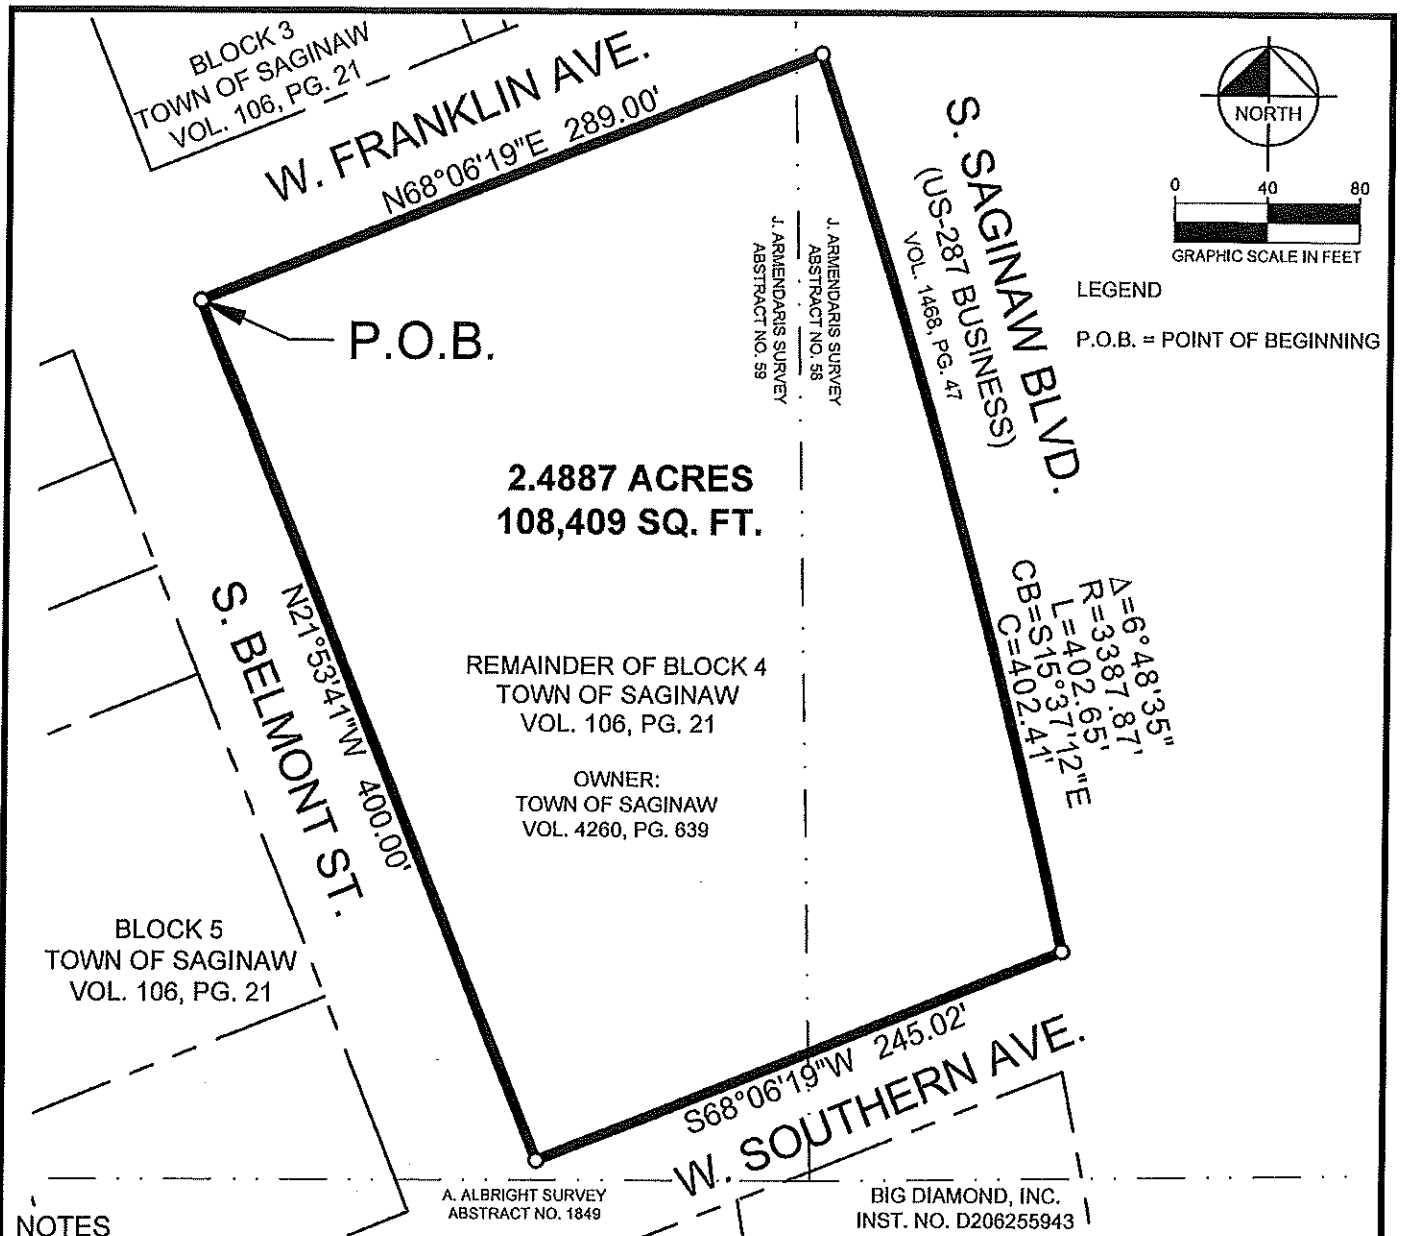 BLOCK 3
TOWN OF SAGINAW
VOL. 106, PG. 21
W. FRANKLIN AVE.
N68°06'19"E 289.00'
NORTH
0 40 80
GRAPHIC SCALE IN FEET
LEGEND
P.O.B. = POINT OF BEGINNING
S. SAGINAW BLVD.
(US-287 BUSINESS)
VOL. 1468, PG. 47
J. ARMENDARIS SURVEY
ABSTRACT NO. 58
J. ARMENDARIS SURVEY
ABSTRACT NO. 59
P.O.B.
2.4887 ACRES
108,409 SQ. FT.
Δ=6°48'35"
R=3387.87'
L=402.65'
CB=S15°37'12"E
C=402.41'
S. BELMONT ST.
N21°53'41"W 400.00'
REMAINDER OF BLOCK 4
TOWN OF SAGINAW
VOL. 106, PG. 21
OWNER:
TOWN OF SAGINAW
VOL. 4260, PG. 639
BLOCK 5
TOWN OF SAGINAW
VOL. 106, PG. 21
S68°06'19"W 245.02'
W. SOUTHERN AVE.
A. ALBRIGHT SURVEY
ABSTRACT NO. 1849
BIG DIAMOND, INC.
INST. NO. D206255943
NOTES